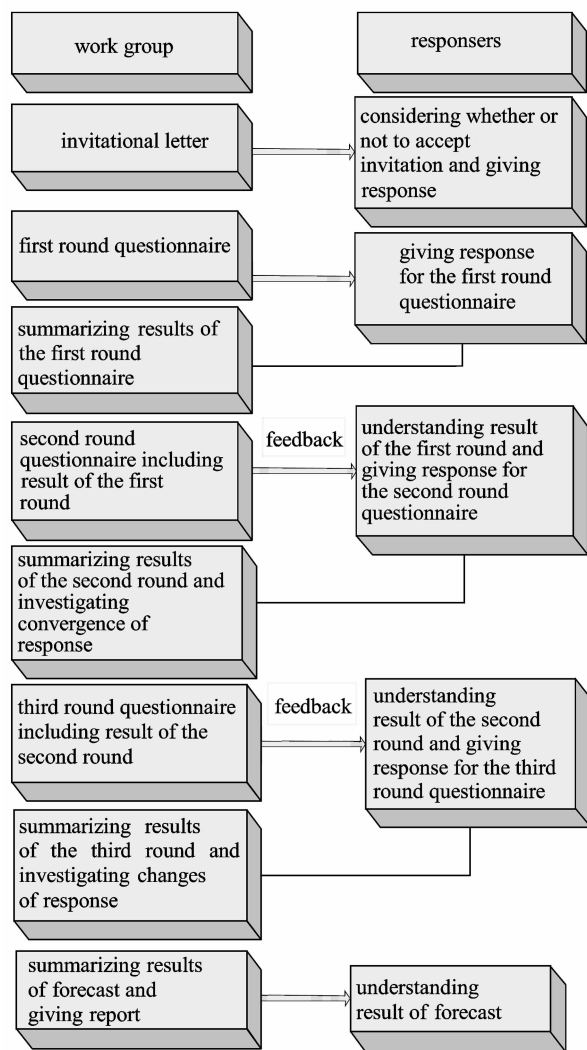 work group
responsers
invitational letter
considering whether or
not to accept
invitation and giving
response
first round questionnaire
giving response
for the first round
questionnaire
summarizing results of
the first round
questionnaire
second round
questionnaire including
result of the first
round
feedback
understanding result
of the first round and
giving response for
the second round
questionnaire
summarizing results
of the second round and
investigating
convergence of
response
third round questionnaire
including result of the
second round
feedback
understanding
result of the second
round and giving
response for the third
round questionnaire
summarizing results
of the third round and
investigating changes
of response
summarizing results
of forecast and
giving report
understanding
result of forecast